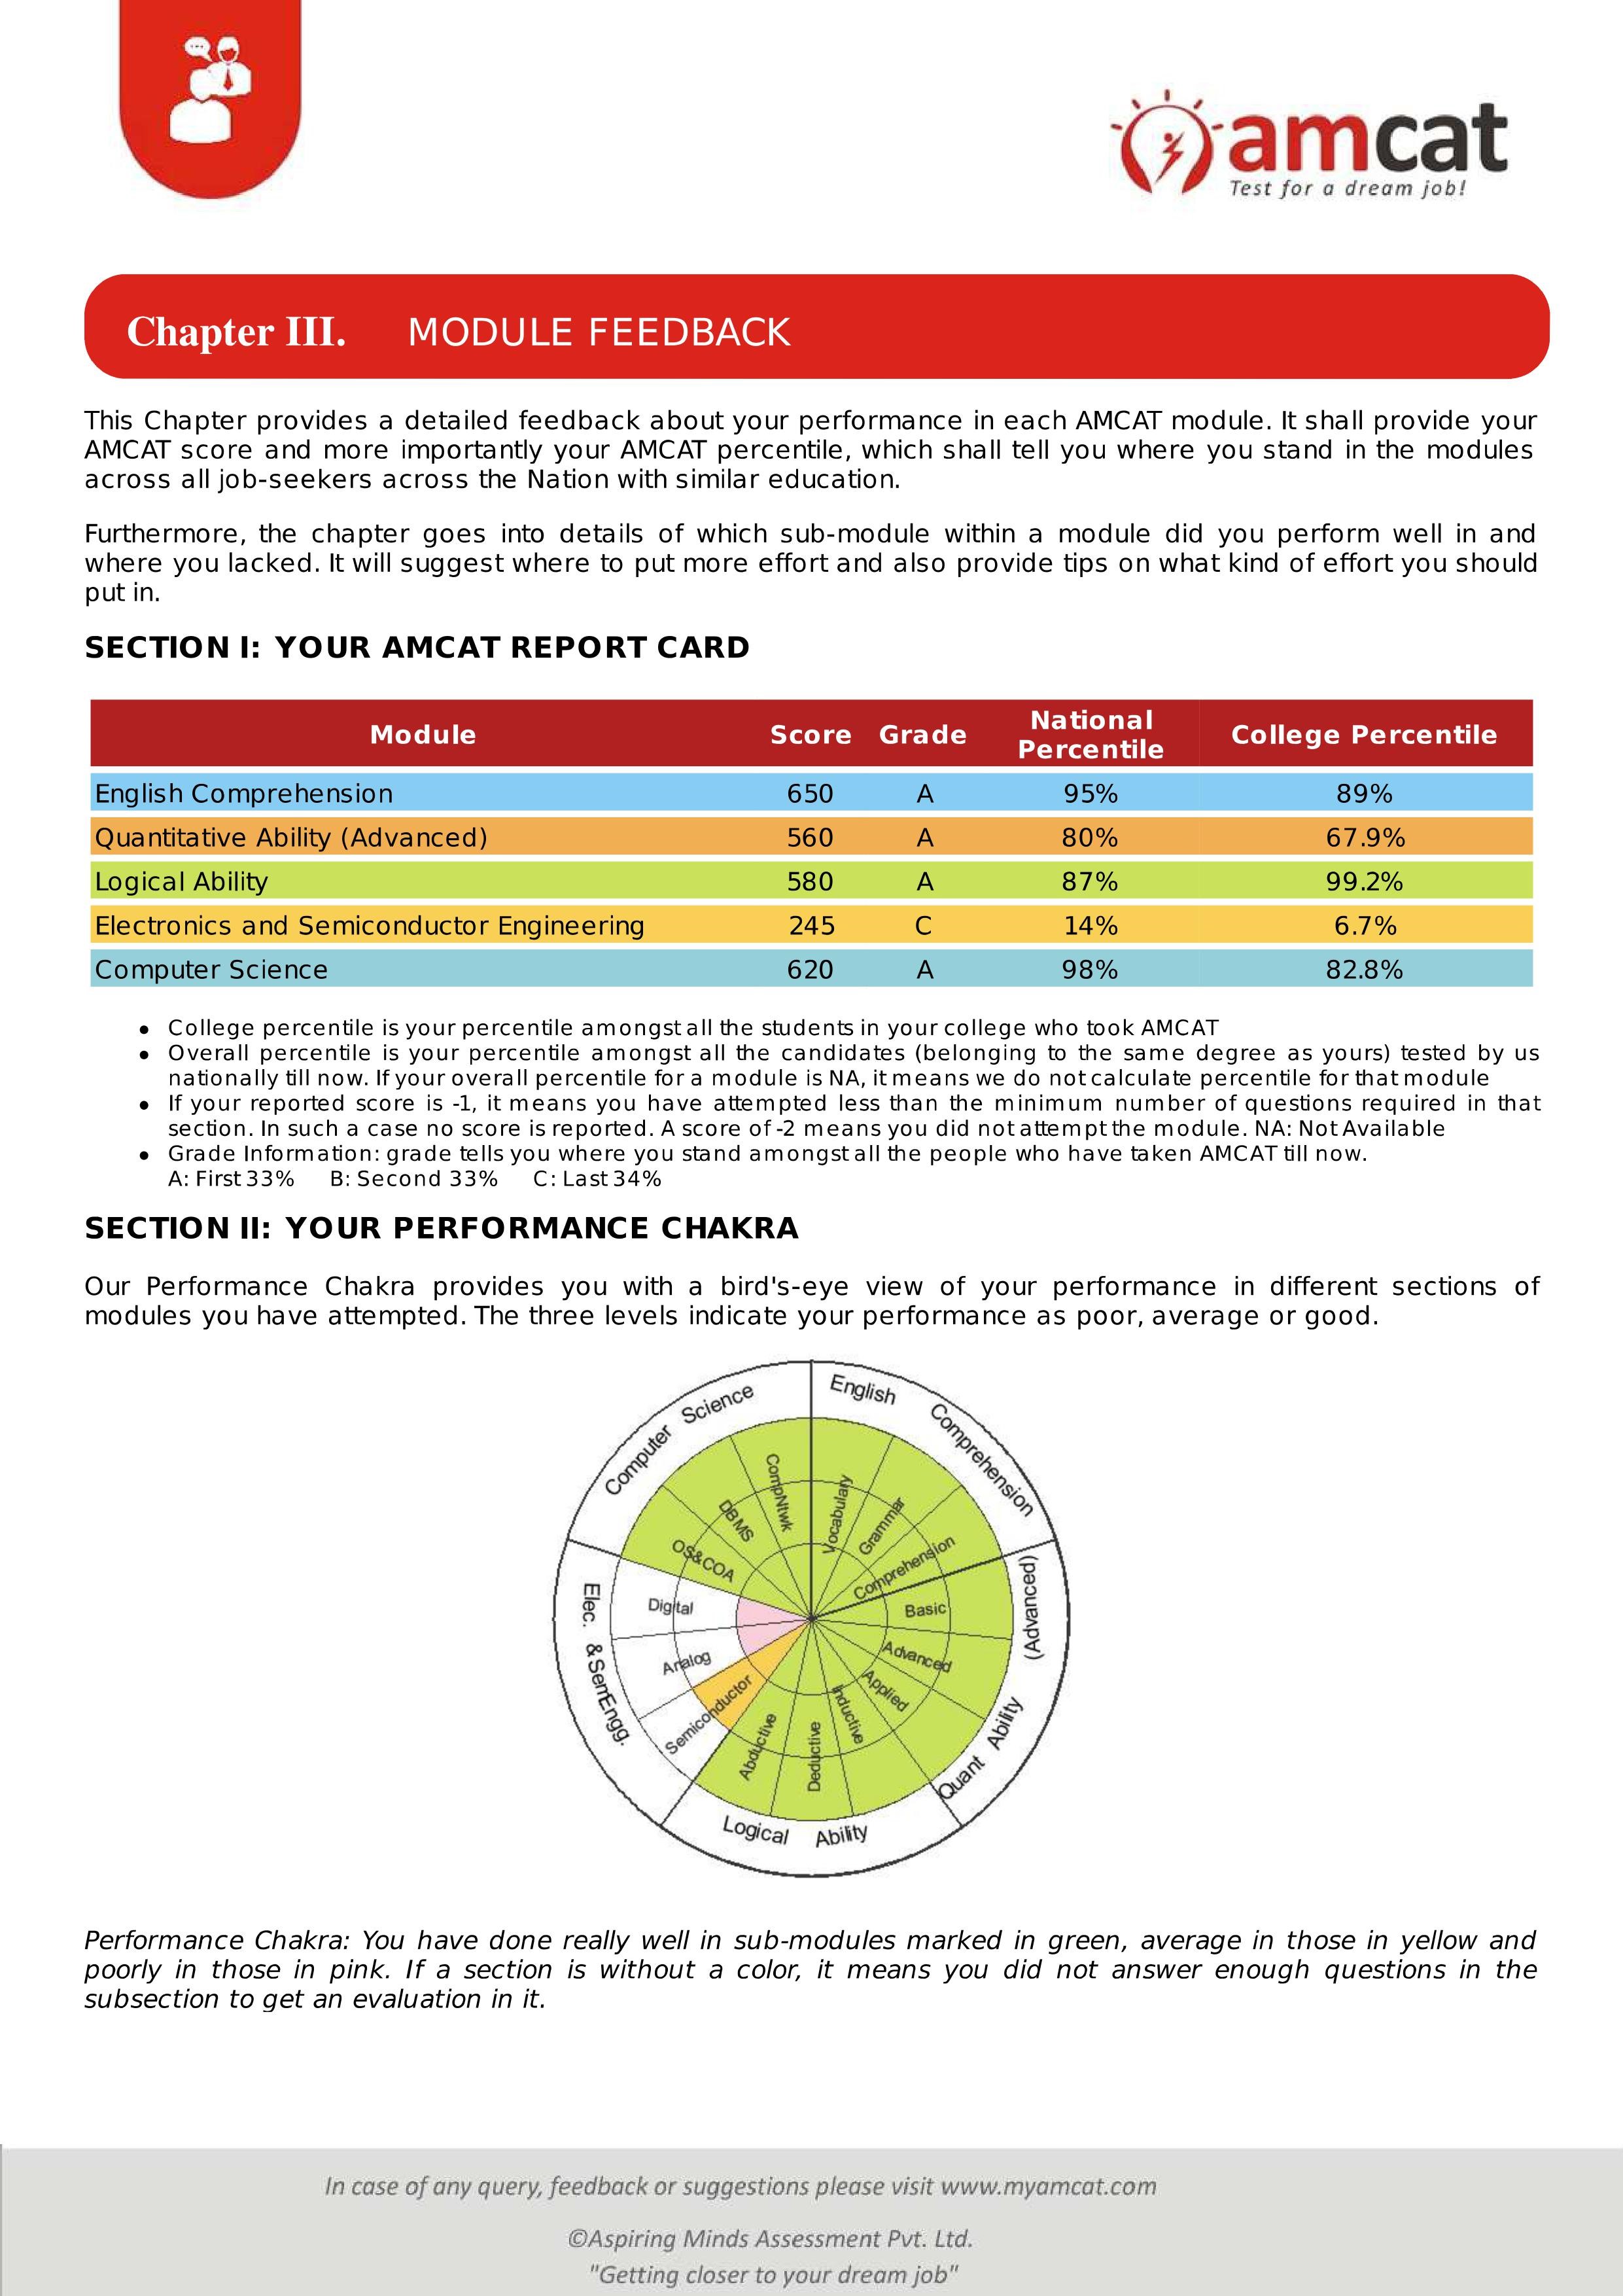 amcat
Test for a dream job!
Chapter III. MODULE FEEDBACK
This Chapter provides a detailed feedback about your performance in each AMCAT module. It shall provide your
AMCAT score and more importantly your AMCAT percentile, which shall tell you where you stand in the modules
across all job-seekers across the Nation with similar education.
Furthermore, the chapter goes into details of which sub-module within a module did you perform well in and
where you lacked. It will suggest where to put more effort and also provide tips on what kind of effort you should
put in.
SECTION I: YOUR AMCAT REPORT CARD
Module Score Grade National Percentile College Percentile
English Comprehension 650 A 95% 89%
Quantitative Ability (Advanced) 560 A 80% 67.9%
Logical Ability 580 A 87% 99.2%
Electronics and Semiconductor Engineering 245 C 14% 6.7%
Computer Science 620 A 98% 82.8%
• College percentile is your percentile amongst all the students in your college who took AMCAT
• Overall percentile is your percentile amongst all the candidates (belonging to the same degree as yours) tested by us
nationally till now. If your overall percentile for a module is NA, it means we do not calculate percentile for that module
• If your reported score is -1, it means you have attempted less than the minimum number of questions required in that
section. In such a case no score is reported. A score of -2 means you did not attempt the module. NA: Not Available
• Grade Information: grade tells you where you stand amongst all the people who have taken AMCAT till now.
A: First 33% B: Second 33% C: Last 34%
SECTION II: YOUR PERFORMANCE CHAKRA
Our Performance Chakra provides you with a bird's-eye view of your performance in different sections of
modules you have attempted. The three levels indicate your performance as poor, average or good.
English Comprehension
Vocabulary
Grammar
Comprehension
Quant Ability (Advanced)
Basic
Advanced
Applied
Logical Ability
Inductive
Deductive
Abductive
Elec. &SemEngg.
Semiconductor
Analog
Digital
Computer Science
OS&COA
DBMS
CompNtwk
Performance Chakra: You have done really well in sub-modules marked in green, average in those in yellow and
poorly in those in pink. If a section is without a color, it means you did not answer enough questions in the
subsection to get an evaluation in it.
In case of any query, feedback or suggestions please visit www.myamcat.com
©Aspiring Minds Assessment Pvt. Ltd.
"Getting closer to your dream job"